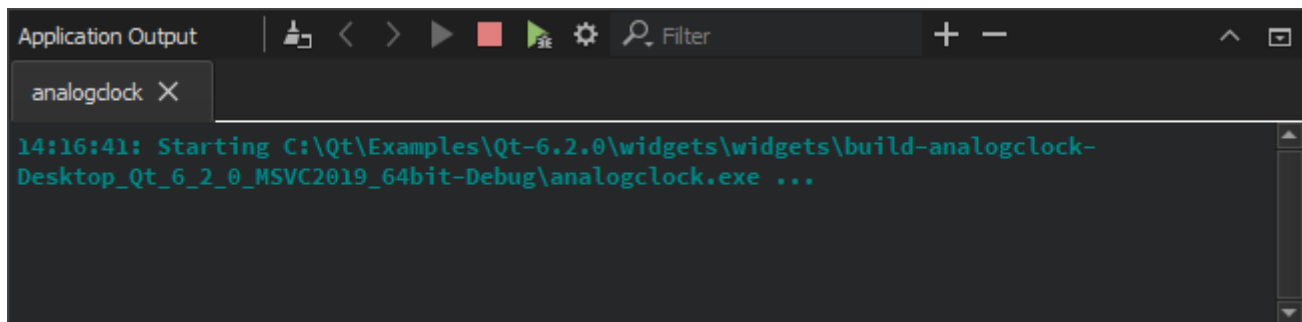 Application Output
Filter
analogclock
14:16:41: Starting C:\Qt\Examples\Qt-6.2.0\widgets\widgets\build-analogclock-
Desktop_Qt_6_2_0_MSVC2019_64bit-Debug\analogclock.exe ...